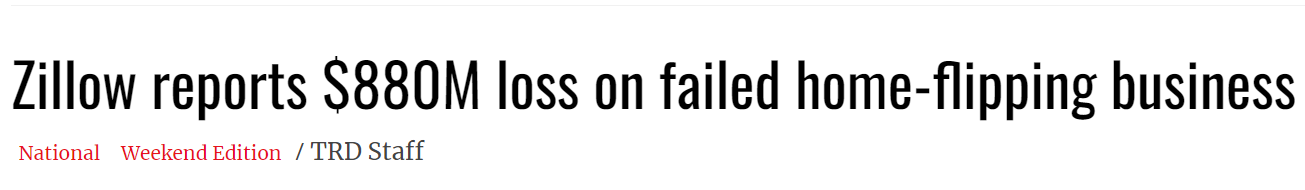 Zillow reports $880M loss on failed home-flipping business
National Weekend Edition / TRD Staff